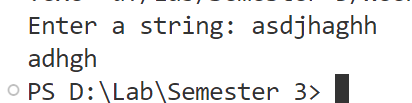 Enter a string: asdjhaghh
adhgh
PS D:\Lab\Semester 3>